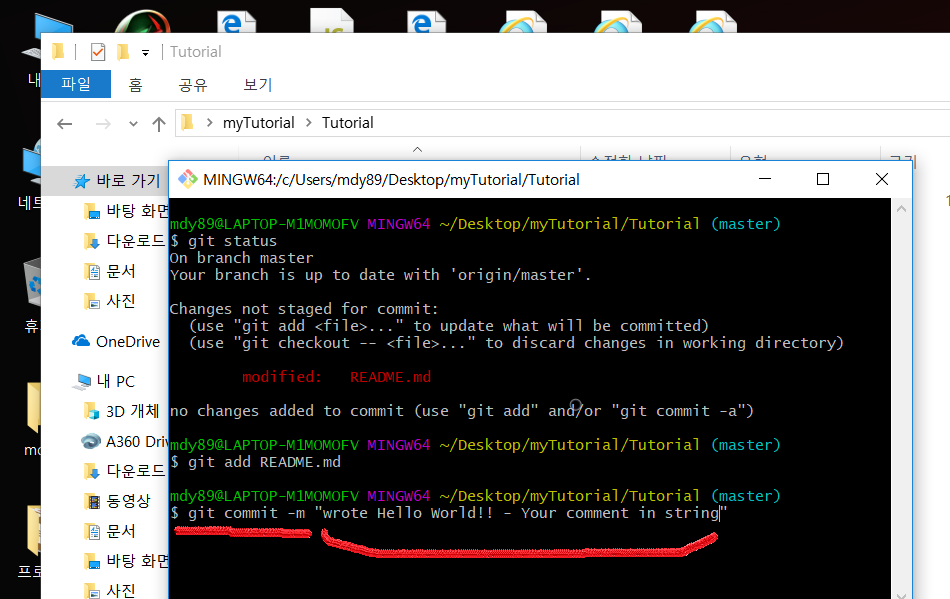 Tutorial
파일 홈 공유 보기
myTutorial > Tutorial
바로 가기
바탕 화면
다운로드
문서
사진
OneDrive
내 PC
3D 개체
A360 Driv
다운로드
동영상
문서
바탕 화면
사진
MINGW64:/c/Users/mdy89/Desktop/myTutorial/Tutorial
mdy89@LAPTOP-M1MOMOFV MINGW64 ~/Desktop/myTutorial/Tutorial (master)
$ git status
On branch master
Your branch is up to date with 'origin/master'.
Changes not staged for commit:
(use "git add <file>..." to update what will be committed)
(use "git checkout -- <file>..." to discard changes in working directory)
modified: README.md
no changes added to commit (use "git add" and/or "git commit -a")
mdy89@LAPTOP-M1MOMOFV MINGW64 ~/Desktop/myTutorial/Tutorial (master)
$ git add README.md
mdy89@LAPTOP-M1MOMOFV MINGW64 ~/Desktop/myTutorial/Tutorial (master)
$ git commit -m "wrote Hello World!! - Your comment in string"